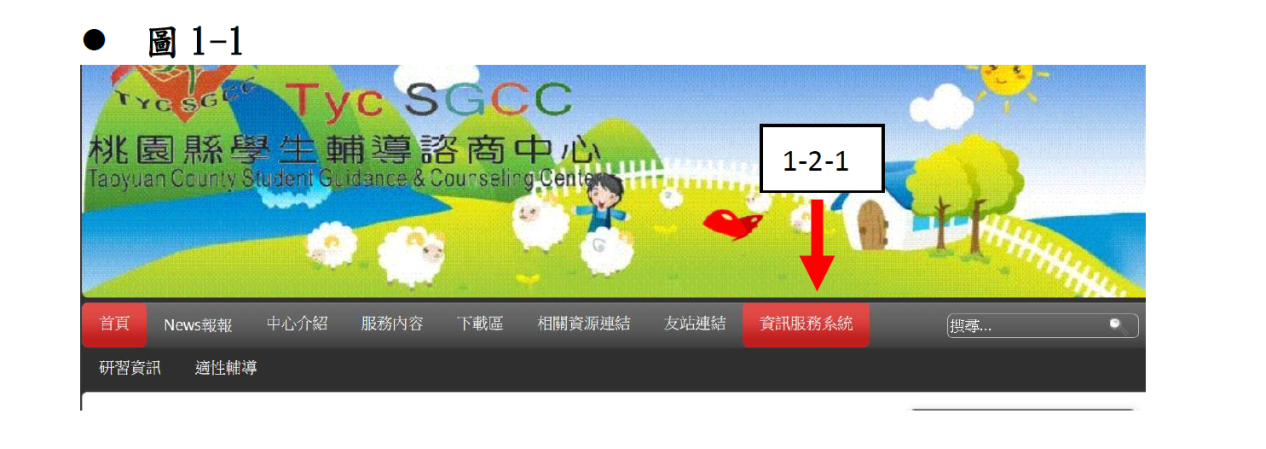 ● 圖 1-1
TYC SGCC
Tyc SGCC
桃園縣學生輔導諮商中心
Taoyuan County Student Guidance & Counseling Center
1-2-1
首頁 News報報 中心介紹 服務內容 下載區 相關資源連結 友站連結 資訊服務系統 搜尋...
研習資訊 適性輔導